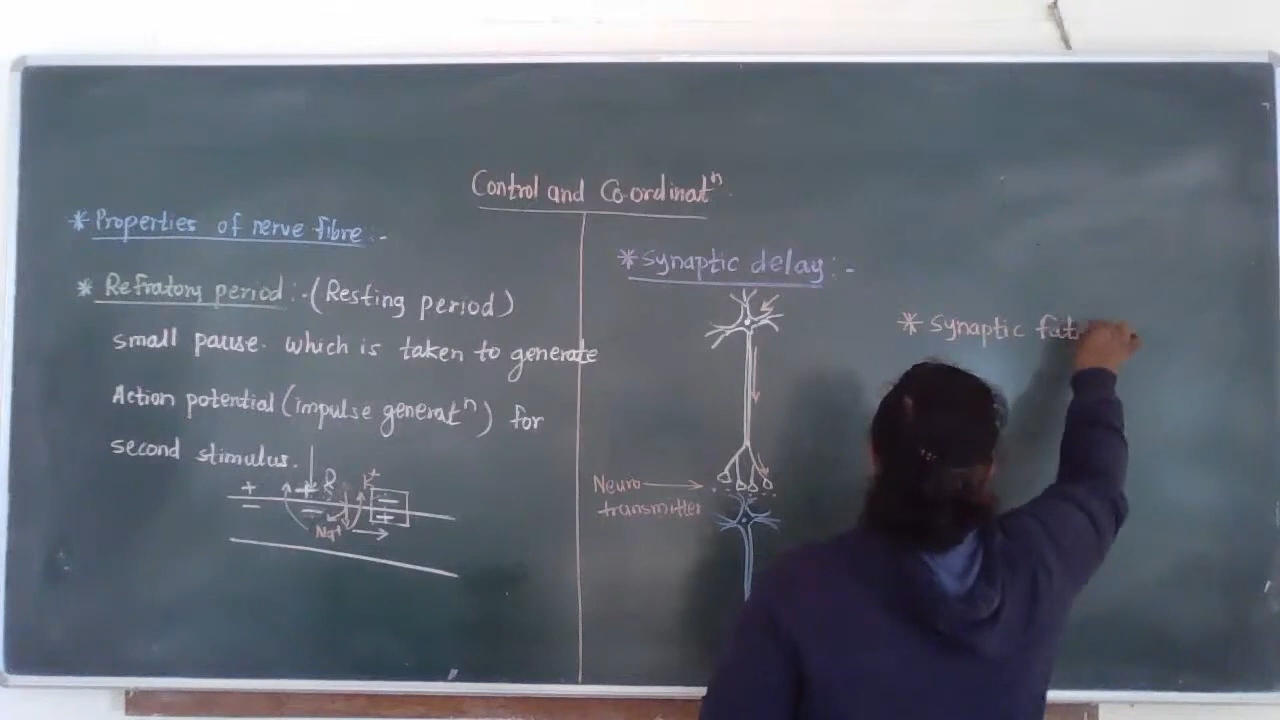 Control and Co-ordinatⁿ.
* Properties of nerve fibre :-
* Refratory period :- (Resting period)
small pause. which is taken to generate
Action potential (impulse generatⁿ) for
second stimulus.
+ + K⁺ −
− − +
Na⁺
* Synaptic delay :-
Neuro
transmitter
* Synaptic fat